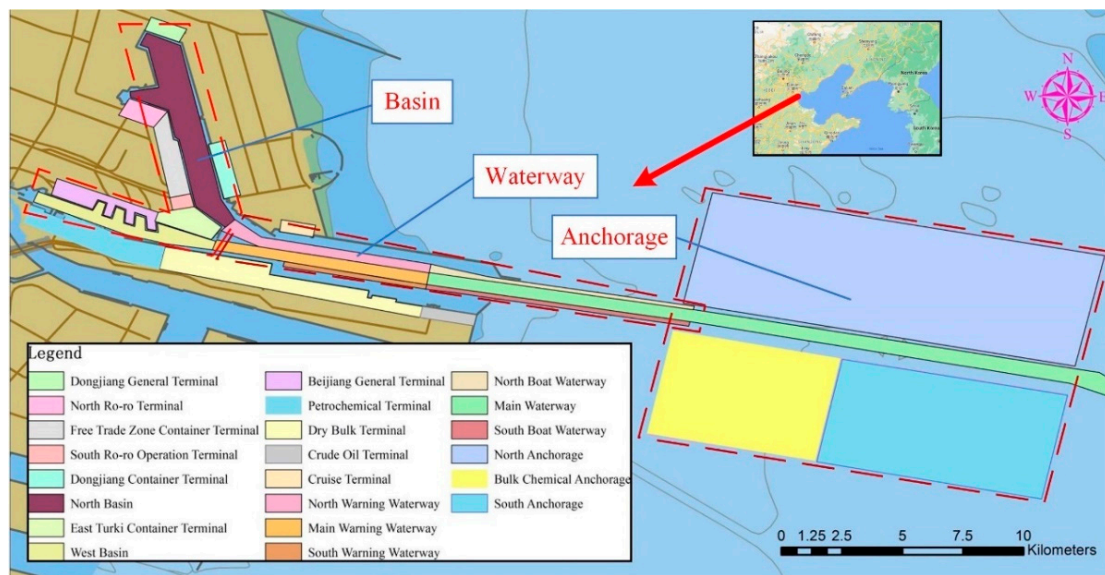 Basin
Waterway
Anchorage
N
W
E
S
North Korea
South Korea
Legend
Dongjiang General Terminal
North Ro-ro Terminal
Free Trade Zone Container Terminal
South Ro-ro Operation Terminal
Dongjiang Container Terminal
North Basin
East Turki Container Terminal
West Basin
Beijiang General Terminal
Petrochemical Terminal
Dry Bulk Terminal
Crude Oil Terminal
Cruise Terminal
North Warning Waterway
Main Warning Waterway
South Warning Waterway
North Boat Waterway
Main Waterway
South Boat Waterway
North Anchorage
Bulk Chemical Anchorage
South Anchorage
0 1.25 2.5 5 7.5 10
Kilometers